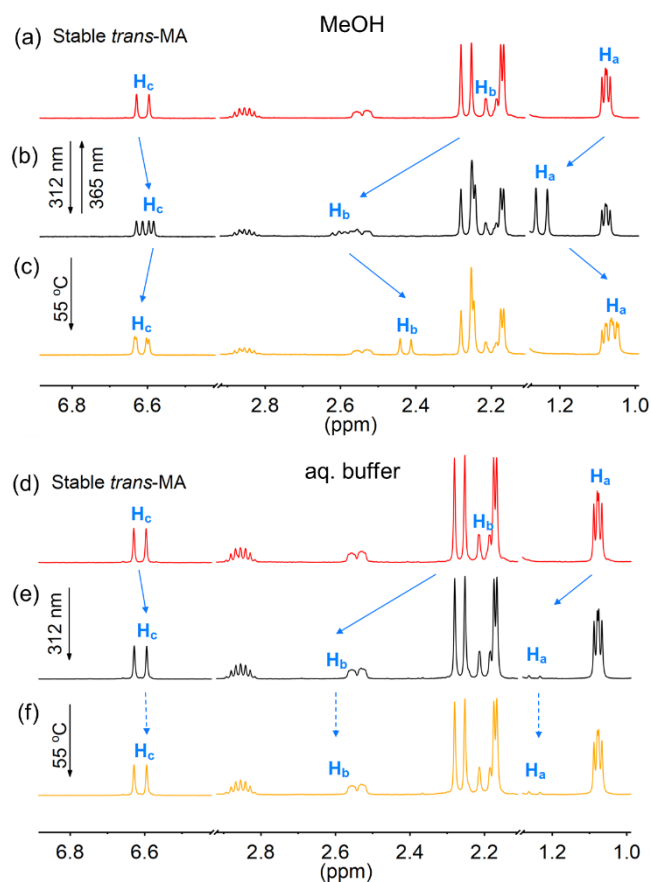 MeOH
(a) Stable trans-MA
Hc
Hb
Ha
(b)
312 nm
365 nm
Hc
Hb
Ha
(c)
55 °C
Hc
Hb
Ha
6.8 6.6 2.8 2.6 2.4 2.2 1.2 1.0
(ppm)
aq. buffer
(d) Stable trans-MA
Hc
Hb
Ha
(e)
312 nm
Hc
Hb
Ha
(f)
55 °C
Hc
Hb
Ha
6.8 6.6 2.8 2.6 2.4 2.2 1.2 1.0
(ppm)